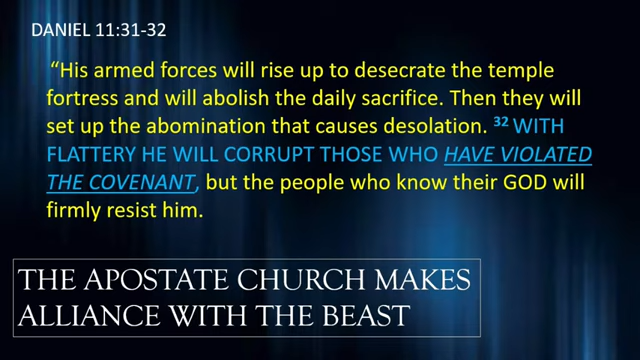 DANIEL 11:31-32
“His armed forces will rise up to desecrate the temple
fortress and will abolish the daily sacrifice. Then they will
set up the abomination that causes desolation. 32 WITH
FLATTERY HE WILL CORRUPT THOSE WHO HAVE VIOLATED
THE COVENANT, but the people who know their GOD will
firmly resist him.
THE APOSTATE CHURCH MAKES
ALLIANCE WITH THE BEAST